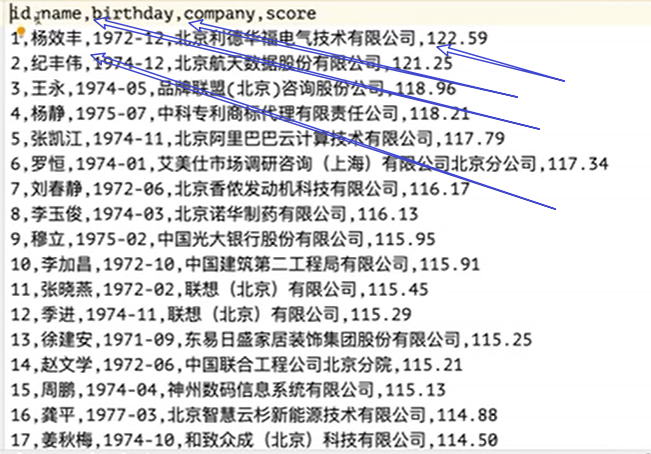 id,name,birthday,company,score
1,杨效丰,1972-12,北京利德华福电气技术有限公司,122.59
2,纪丰伟,1974-12,北京航天数据股份有限公司,121.25
3,王永,1974-05,品牌联盟(北京)咨询股份公司,118.96
4,杨静,1975-07,中科专利商标代理有限责任公司,118.21
5,张凯江,1974-11,北京阿里巴巴云计算技术有限公司,117.79
6,罗恒,1974-01,艾美仕市场调研咨询（上海）有限公司北京分公司,117.34
7,刘春静,1972-06,北京香侬发动机科技有限公司,116.17
8,李玉俊,1974-03,北京诺华制药有限公司,116.13
9,穆立,1975-02,中国光大银行股份有限公司,115.95
10,李加昌,1972-10,中国建筑第二工程局有限公司,115.91
11,张晓燕,1972-02,联想（北京）有限公司,115.45
12,季进,1974-11,联想（北京）有限公司,115.29
13,徐建安,1971-09,东易日盛家居装饰集团股份有限公司,115.25
14,赵文学,1972-06,中国联合工程公司北京分院,115.21
15,周鹏,1974-04,神州数码信息系统有限公司,115.13
16,龚平,1977-03,北京智慧云杉新能源技术有限公司,114.88
17,姜秋梅,1974-10,和致众成（北京）科技有限公司,114.50